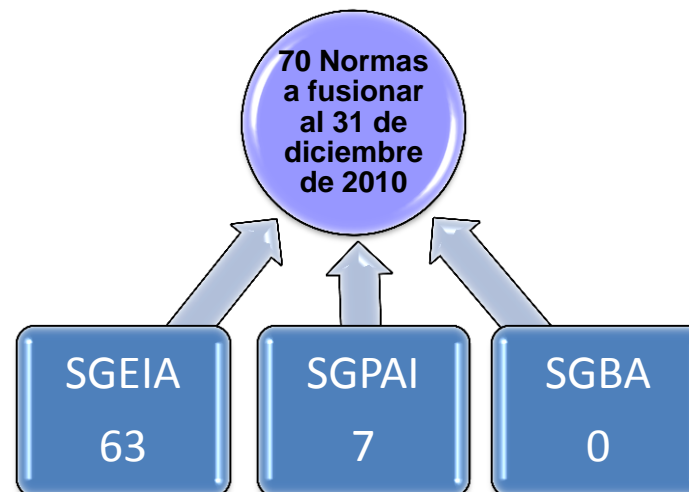 70 Normas
a fusionar
al 31 de
diciembre
de 2010
SGEIA
63
SGPAI
7
SGBA
0